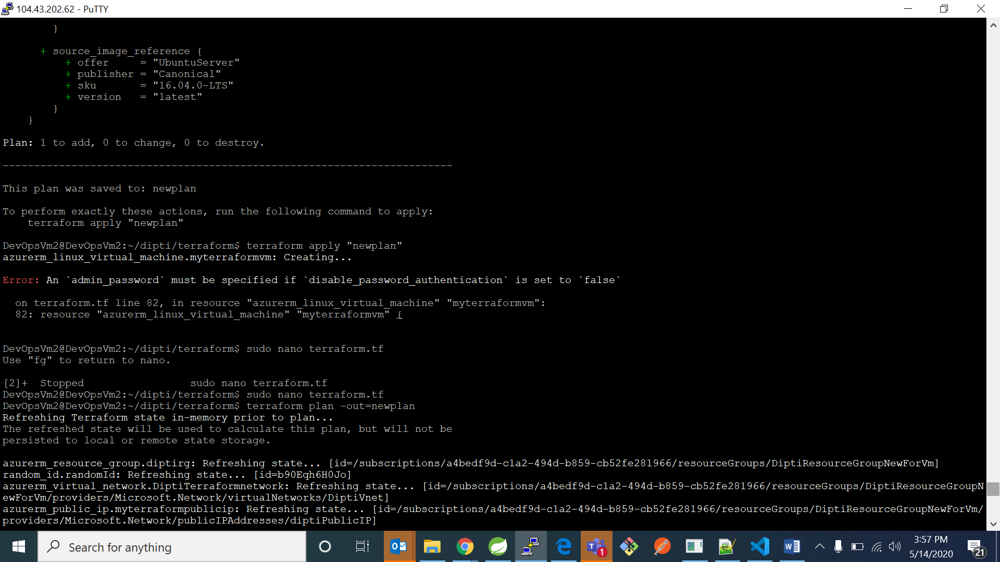 104.43.202.62 - PuTTY
}
+ source_image_reference {
+ offer     = "UbuntuServer"
+ publisher = "Canonical"
+ sku       = "16.04.0-LTS"
+ version   = "latest"
}
}
Plan: 1 to add, 0 to change, 0 to destroy.
------------------------------------------------------------------------
This plan was saved to: newplan
To perform exactly these actions, run the following command to apply:
terraform apply "newplan"
DevOpsVm2@DevOpsVm2:~/dipti/terraform$ terraform apply "newplan"
azurerm_linux_virtual_machine.myterraformvm: Creating...
Error: An `admin_password` must be specified if `disable_password_authentication` is set to `false`
on terraform.tf line 82, in resource "azurerm_linux_virtual_machine" "myterraformvm":
82: resource "azurerm_linux_virtual_machine" "myterraformvm" {
DevOpsVm2@DevOpsVm2:~/dipti/terraform$ sudo nano terraform.tf
Use "fg" to return to nano.
[2]+  Stopped                 sudo nano terraform.tf
DevOpsVm2@DevOpsVm2:~/dipti/terraform$ sudo nano terraform.tf
DevOpsVm2@DevOpsVm2:~/dipti/terraform$ terraform plan -out=newplan
Refreshing Terraform state in-memory prior to plan...
The refreshed state will be used to calculate this plan, but will not be
persisted to local or remote state storage.
azurerm_resource_group.diptirg: Refreshing state... [id=/subscriptions/a4bedf9d-c1a2-494d-b859-cb52fe281966/resourceGroups/DiptiResourceGroupNewForVm]
random_id.randomId: Refreshing state... [id=b90Eqh6H0Jo]
azurerm_virtual_network.DiptiTerraformnetwork: Refreshing state... [id=/subscriptions/a4bedf9d-c1a2-494d-b859-cb52fe281966/resourceGroups/DiptiResourceGroupN
ewForVm/providers/Microsoft.Network/virtualNetworks/DiptiVnet]
azurerm_public_ip.myterraformpublicip: Refreshing state... [id=/subscriptions/a4bedf9d-c1a2-494d-b859-cb52fe281966/resourceGroups/DiptiResourceGroupNewForVm/
providers/Microsoft.Network/publicIPAddresses/diptiPublicIP]
Search for anything
1
3:57 PM
5/14/2020
21